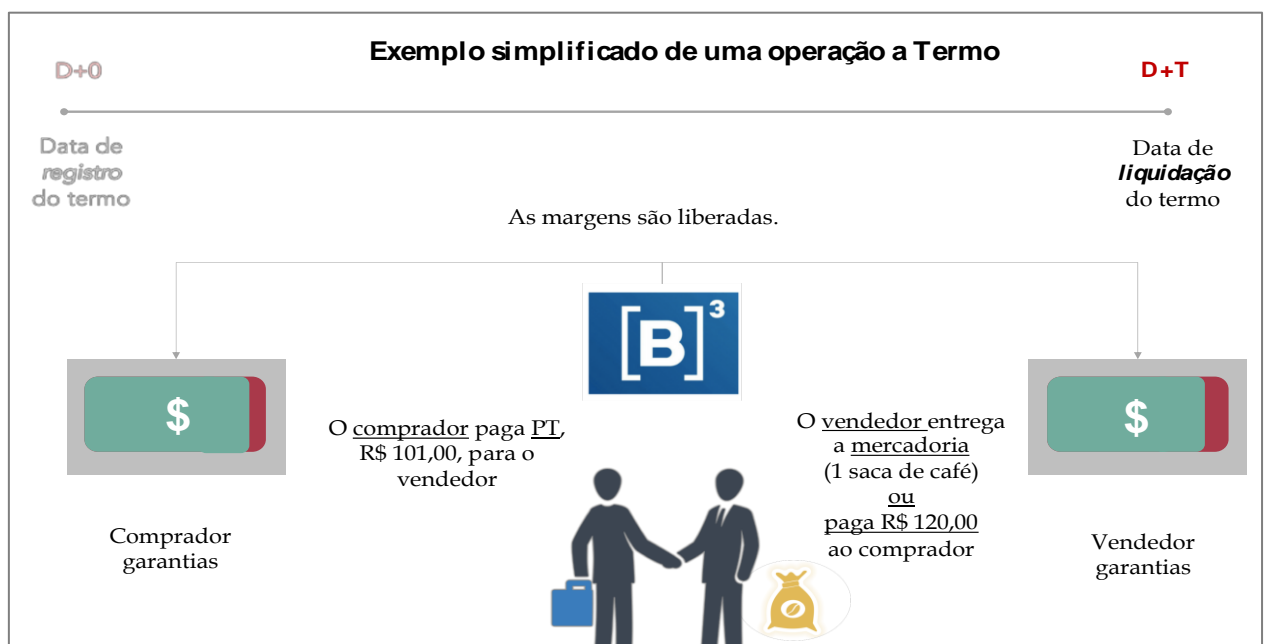 Exemplo simplificado de uma operação a Termo
D+0
D+T
Data de
registro
do termo
Data de
liquidação
do termo
As margens são liberadas.
[B]³
$
O comprador paga PT,
R$ 101,00, para o
vendedor
O vendedor entrega
a mercadoria
(1 saca de café)
ou
paga R$ 120,00
ao comprador
$
Comprador
garantias
Vendedor
garantias